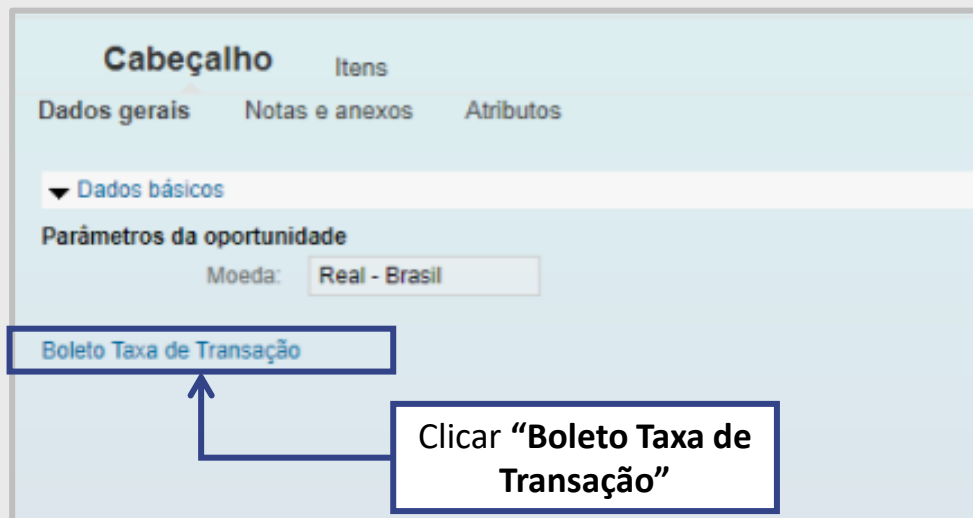 Cabeçalho Itens
Dados gerais Notas e anexos Atributos
Dados básicos
Parâmetros da oportunidade
Moeda: Real - Brasil
Boleto Taxa de Transação
Clicar “Boleto Taxa de
Transação”